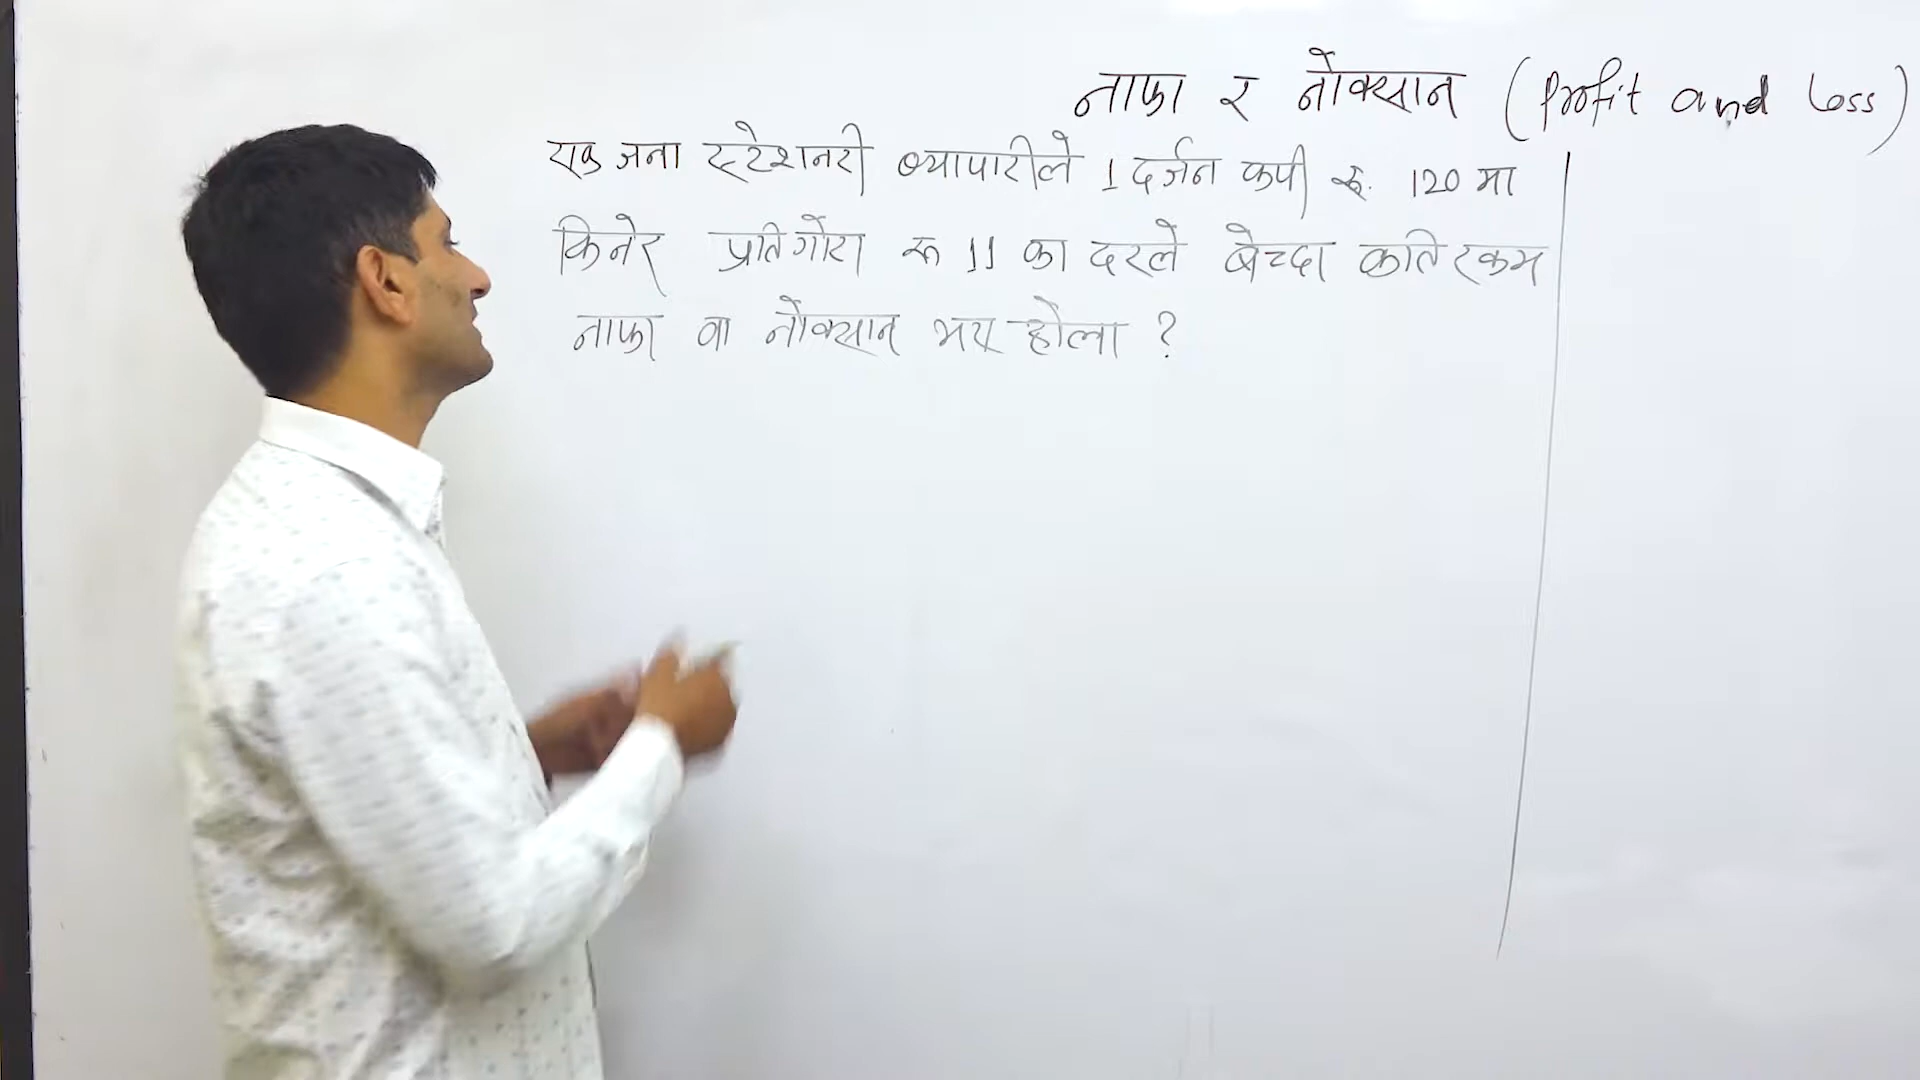 नाफा र नोक्सान (Profit and Loss)
एक जना स्टेशनरी व्यापारीले 1 दर्जन कपी रू. 120 मा
किनेर प्रतिगोटा रू 11 का दरले बेच्दा कति रकम
नाफा वा नोक्सान भए होला ?